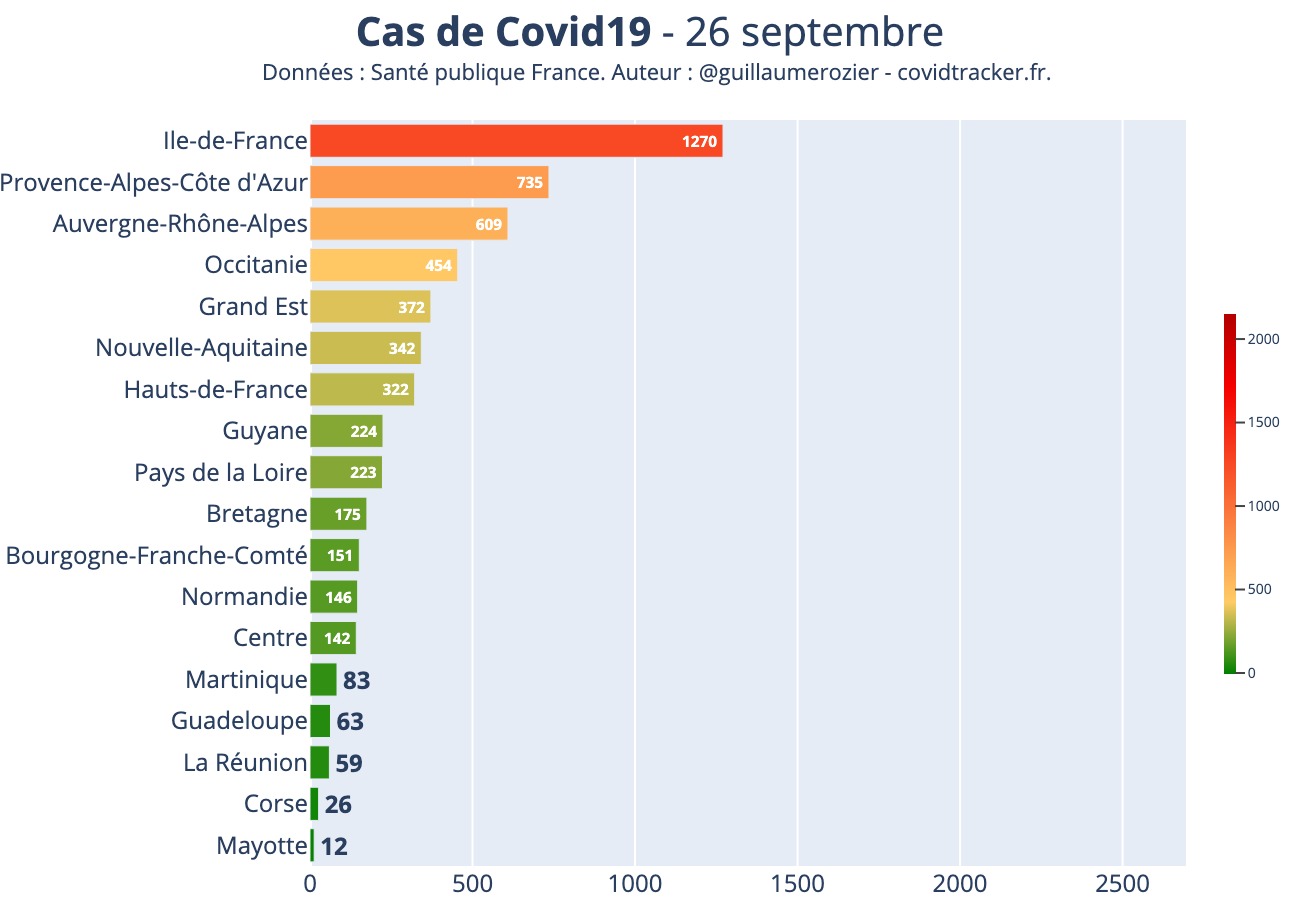 Cas de Covid19 - 26 septembre
Données : Santé publique France. Auteur : @guillaumerozier - covidtracker.fr.
Ile-de-France 1270
Provence-Alpes-Côte d'Azur 735
Auvergne-Rhône-Alpes 609
Occitanie 454
Grand Est 372
Nouvelle-Aquitaine 342
Hauts-de-France 322
Guyane 224
Pays de la Loire 223
Bretagne 175
Bourgogne-Franche-Comté 151
Normandie 146
Centre 142
Martinique 83
Guadeloupe 63
La Réunion 59
Corse 26
Mayotte 12
0 500 1000 1500 2000 2500
2000
1500
1000
500
0